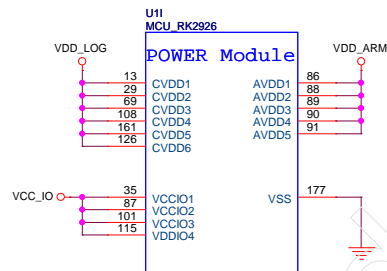 U1I
MCU_RK2926
POWER Module
VDD_LOG
VDD_ARM
13 CVDD1 AVDD1 86
29 CVDD2 AVDD2 88
69 CVDD3 AVDD3 89
108 CVDD4 AVDD4 90
161 CVDD5 AVDD5 91
126 CVDD6
VCC_IO 35 VCCIO1 VSS 177
87 VCCIO2
101 VCCIO3
115 VDDIO4